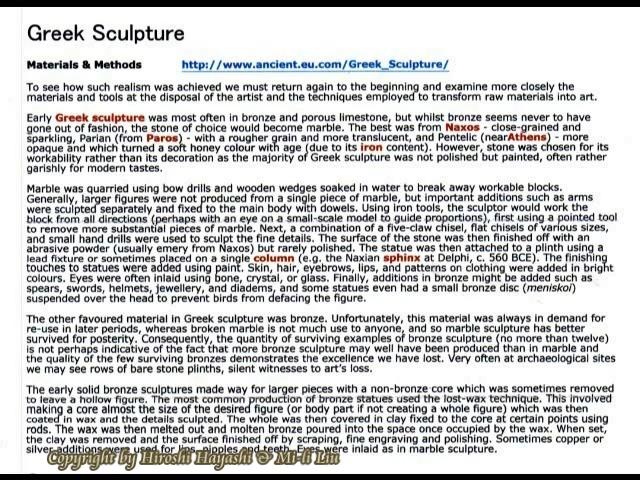 Greek Sculpture
Materials & Methods http://www.ancient.eu.com/Greek_Sculpture/
To see how such realism was achieved we must return again to the beginning and examine more closely the
materials and tools at the disposal of the artist and the techniques employed to transform raw materials into art.
Early Greek sculpture was most often in bronze and porous limestone, but whilst bronze seems never to have
gone out of fashion, the stone of choice would become marble. The best was from Naxos - close-grained and
sparkling, Parian (from Paros) - with a rougher grain and more translucent, and Pentelic (nearAthens) - more
opaque and which turned a soft honey colour with age (due to its iron content). However, stone was chosen for its
workability rather than its decoration as the majority of Greek sculpture was not polished but painted, often rather
garishly for modern tastes.
Marble was quarried using bow drills and wooden wedges soaked in water to break away workable blocks.
Generally, larger figures were not produced from a single piece of marble, but important additions such as arms
were sculpted separately and fixed to the main body with dowels. Using iron tools, the sculptor would work the
block from all directions (perhaps with an eye on a small-scale model to guide proportions), first using a pointed tool
to remove more substantial pieces of marble. Next, a combination of a five-claw chisel, flat chisels of various sizes,
and small hand drills were used to sculpt the fine details. The surface of the stone was then finished off with an
abrasive powder (usually emery from Naxos) but rarely polished. The statue was then attached to a plinth using a
lead fixture or sometimes placed on a single column (e.g. the Naxian sphinx at Delphi, c. 560 BCE). The finishing
touches to statues were added using paint. Skin, hair, eyebrows, lips, and patterns on clothing were added in bright
colours. Eyes were often inlaid using bone, crystal, or glass. Finally, additions in bronze might be added such as
spears, swords, helmets, jewellery, and diadems, and some statues even had a small bronze disc (meniskoi)
suspended over the head to prevent birds from defacing the figure.
The other favoured material in Greek sculpture was bronze. Unfortunately, this material was always in demand for
re-use in later periods, whereas broken marble is not much use to anyone, and so marble sculpture has better
survived for posterity. Consequently, the quantity of surviving examples of bronze sculpture (no more than twelve)
is not perhaps indicative of the fact that more bronze sculpture may well have been produced than in marble and
the quality of the few surviving bronzes demonstrates the excellence we have lost. Very often at archaeological sites
we may see rows of bare stone plinths, silent witnesses to art's loss.
The early solid bronze sculptures made way for larger pieces with a non-bronze core which was sometimes removed
to leave a hollow figure. The most common production of bronze statues used the lost-wax technique. This involved
making a core almost the size of the desired figure (or body part if not creating a whole figure) which was then
coated in wax and the details sculpted. The whole was then covered in clay fixed to the core at certain points using
rods. The wax was then melted out and molten bronze poured into the space once occupied by the wax. When set,
the clay was removed and the surface finished off by scraping, fine engraving and polishing. Sometimes copper or
silver additions were used for lips, nipples and teeth. Eyes were inlaid as in marble sculpture.
Copyright by Hiroshi Hayashi & Mi-li Liu